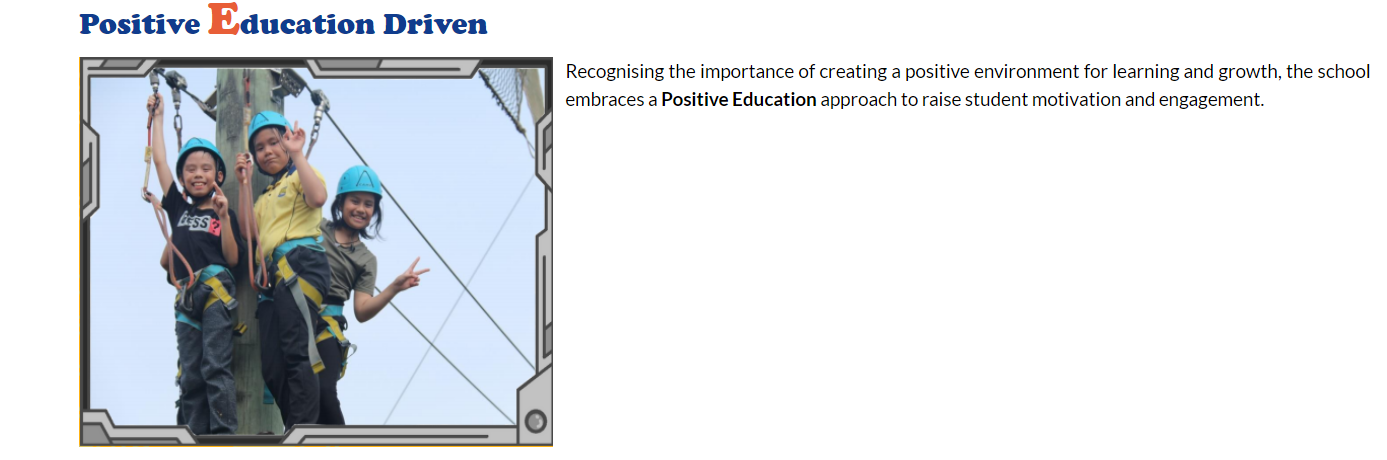 Positive Education Driven
Recognising the importance of creating a positive environment for learning and growth, the school
embraces a Positive Education approach to raise student motivation and engagement.